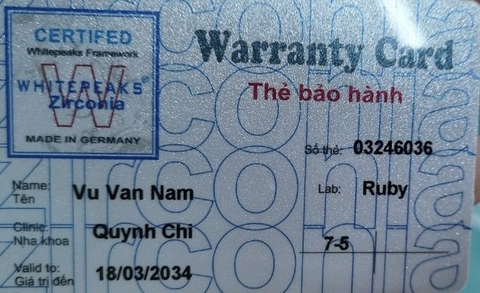 CERTIFED
Whitepeaks Framework
WHITEPEAKS®
Zirconia
MADE IN GERMANY
Warranty Card
Thẻ bảo hành
Số thẻ: 03246036
Name:
Tên
Vu Van Nam
Lab: Ruby
Clinic:
Nha khoa
Quynh Chi
7-5
Valid to:
Giá trị đến
18/03/2034
zirconia